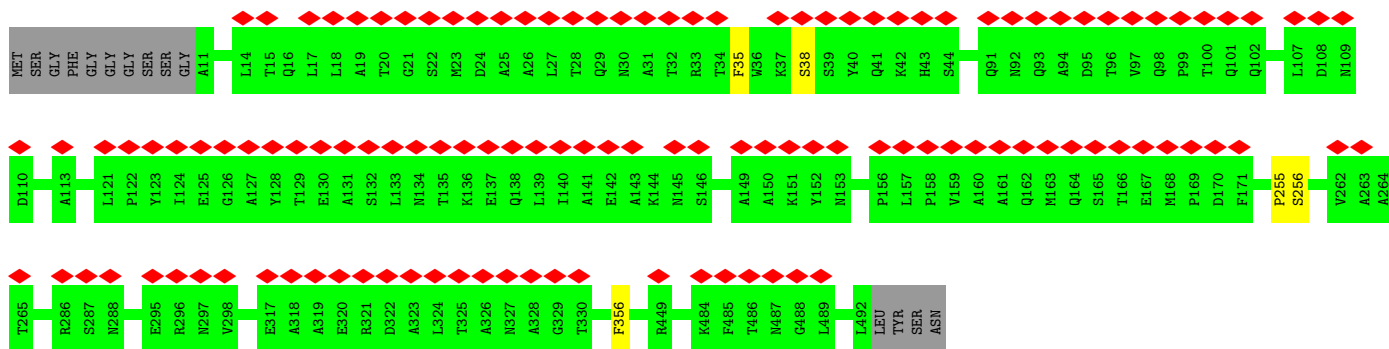 MET SER GLY PHE GLY GLY GLY SER SER GLY A11 L14 T15 Q16 L17 L18 A19 T20 G21 S22 M23 D24 A25 A26 L27 T28 Q29 N30 A31 T32 R33 T34 F35 W36 K37 S38 S39 Y40 Q41 K42 H43 S44 Q91 N92 Q93 A94 D95 T96 V97 Q98 P99 T100 Q101 Q102 L107 D108 N109
D110 A113 L121 P122 Y123 I124 E125 G126 A127 Y128 T129 E130 A131 S132 L133 N134 T135 K136 E137 Q138 L139 I140 A141 E142 A143 K144 N145 S146 A149 A150 K151 Y152 N153 P156 L157 P158 V159 A160 A161 Q162 M163 Q164 S165 T166 E167 M168 P169 D170 F171 P255 S256 V262 A263 A264
T265 R286 S287 N288 E295 R296 N297 V298 E317 A318 A319 E320 R321 D322 A323 L324 T325 A326 N327 A328 G329 T330 F356 R449 K484 F485 T486 N487 G488 L489 L492 LEU TYR SER ASN